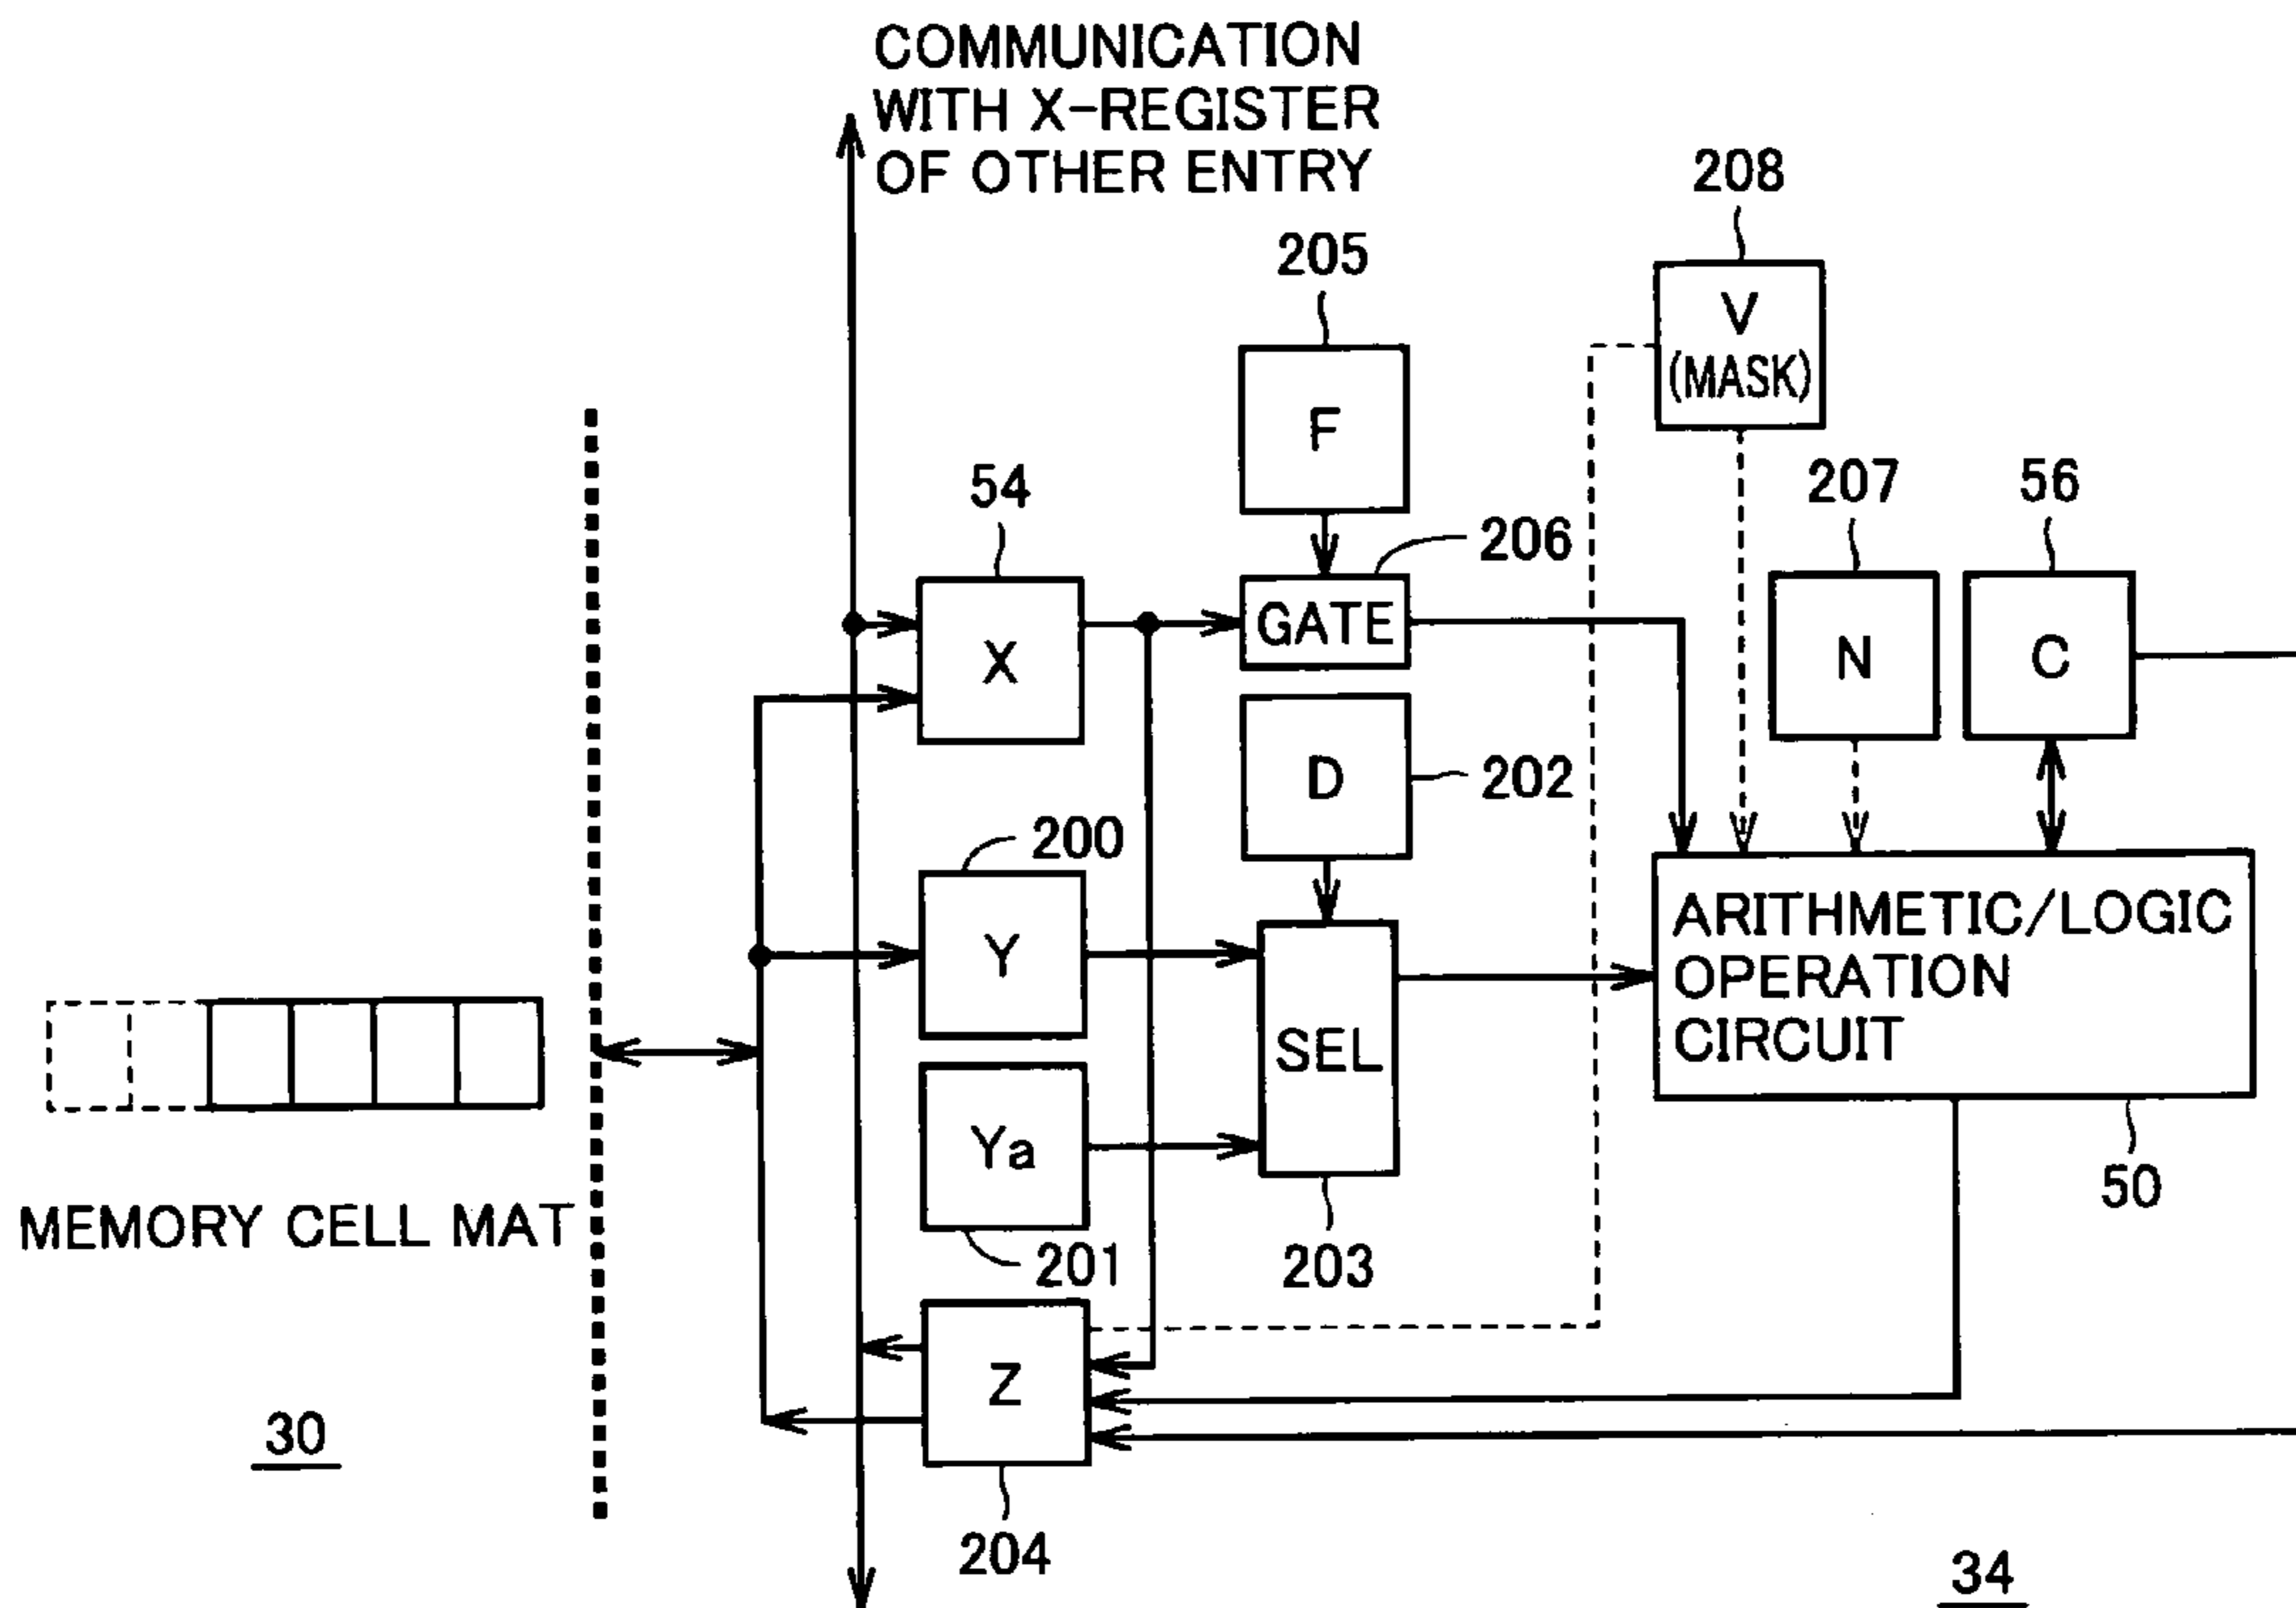 COMMUNICATION
WITH X-REGISTER
OF OTHER ENTRY
208
205
V
(MASK)
F
54
207
56
206
X
GATE
N
C
D
202
200
Y
ARITHMETIC/LOGIC
OPERATION
CIRCUIT
SEL
Ya
50
MEMORY CELL MAT
201
203
Z
30
204
34